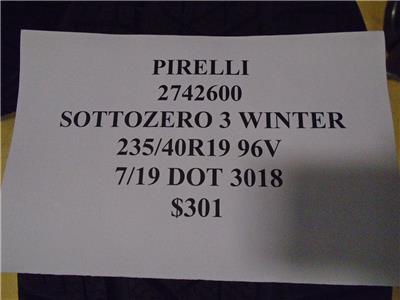 PIRELLI
2742600
SOTTOZERO 3 WINTER
235/40R19 96V
7/19 DOT 3018
$301